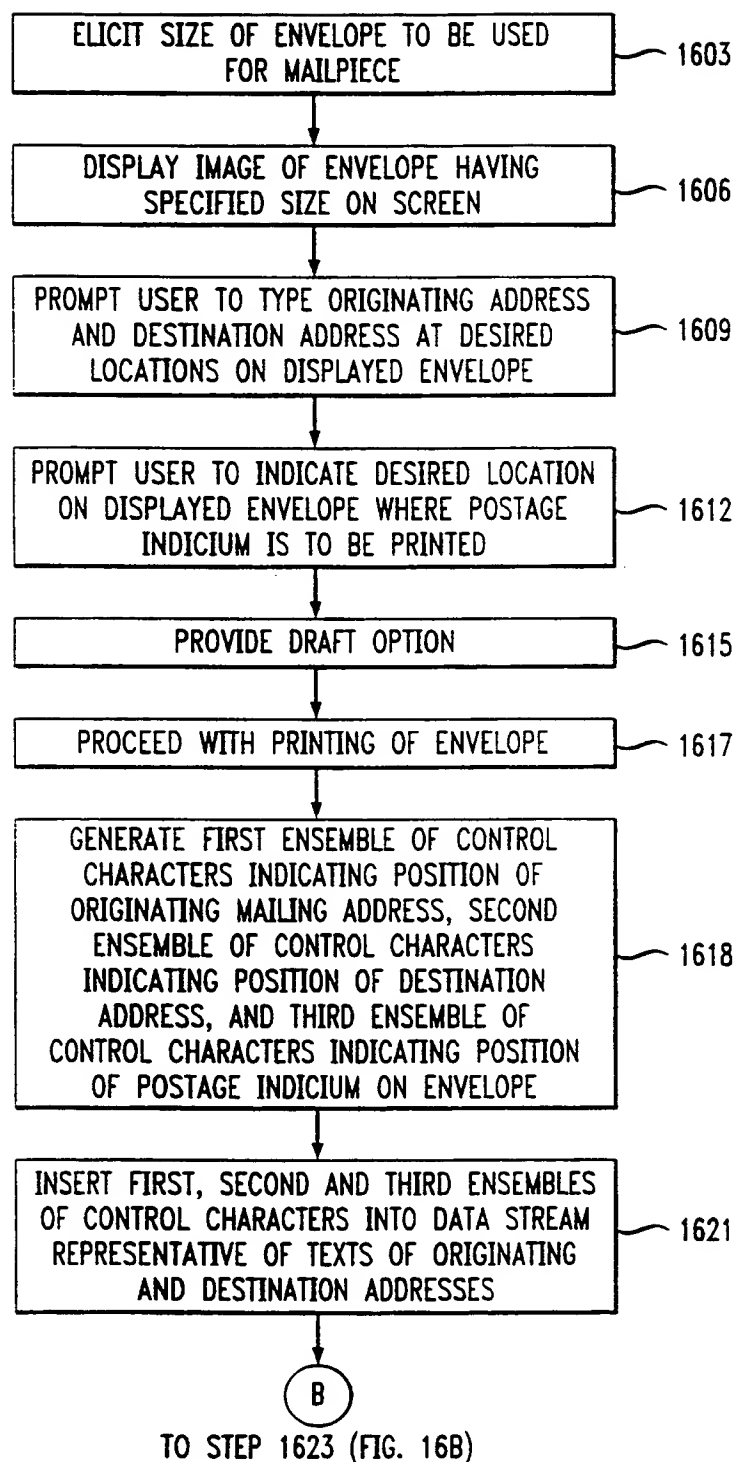 ELICIT SIZE OF ENVELOPE TO BE USED
FOR MAILPIECE
1603
DISPLAY IMAGE OF ENVELOPE HAVING
SPECIFIED SIZE ON SCREEN
1606
PROMPT USER TO TYPE ORIGINATING ADDRESS
AND DESTINATION ADDRESS AT DESIRED
LOCATIONS ON DISPLAYED ENVELOPE
1609
PROMPT USER TO INDICATE DESIRED LOCATION
ON DISPLAYED ENVELOPE WHERE POSTAGE
INDICIUM IS TO BE PRINTED
1612
PROVIDE DRAFT OPTION
1615
PROCEED WITH PRINTING OF ENVELOPE
1617
GENERATE FIRST ENSEMBLE OF CONTROL
CHARACTERS INDICATING POSITION OF
ORIGINATING MAILING ADDRESS, SECOND
ENSEMBLE OF CONTROL CHARACTERS
INDICATING POSITION OF DESTINATION
ADDRESS, AND THIRD ENSEMBLE OF
CONTROL CHARACTERS INDICATING POSITION
OF POSTAGE INDICIUM ON ENVELOPE
1618
INSERT FIRST, SECOND AND THIRD ENSEMBLES
OF CONTROL CHARACTERS INTO DATA STREAM
REPRESENTATIVE OF TEXTS OF ORIGINATING
AND DESTINATION ADDRESSES
1621
B
TO STEP 1623 (FIG. 16B)